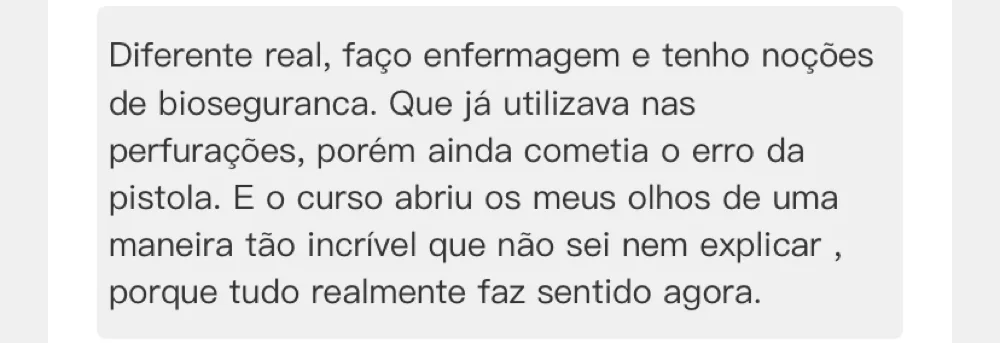 Diferente real, faço enfermagem e tenho noções
de bioseguranca. Que já utilizava nas
perfurações, porém ainda cometia o erro da
pistola. E o curso abriu os meus olhos de uma
maneira tão incrível que não sei nem explicar ,
porque tudo realmente faz sentido agora.